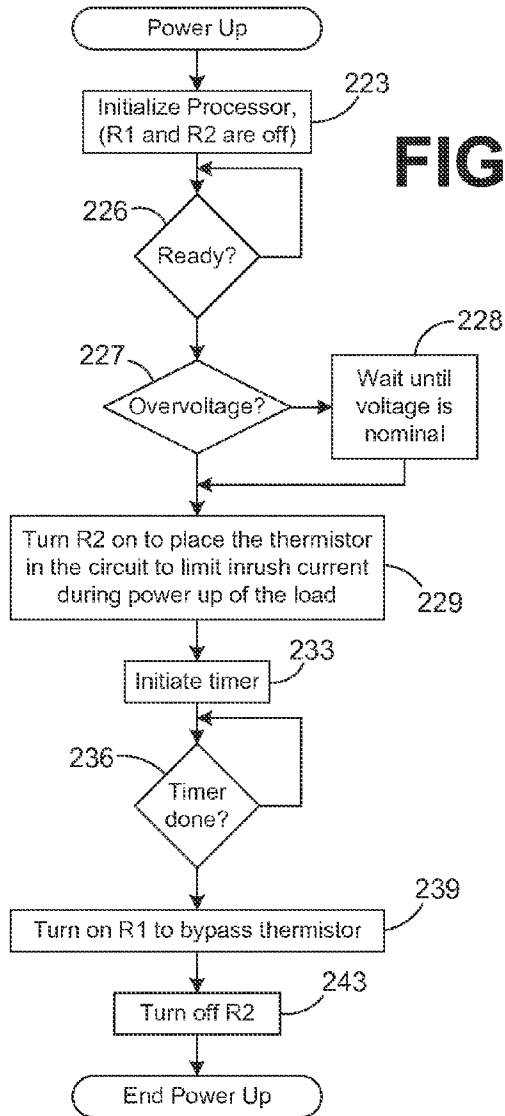 Power Up
223
Initialize Processor,
(R1 and R2 are off)
FIG
226
Ready?
227
Overvoltage?
228
Wait until
voltage is
nominal
Turn R2 on to place the thermistor
in the circuit to limit inrush current
during power up of the load
229
233
Initiate timer
236
Timer
done?
239
Turn on R1 to bypass thermistor
243
Turn off R2
End Power Up